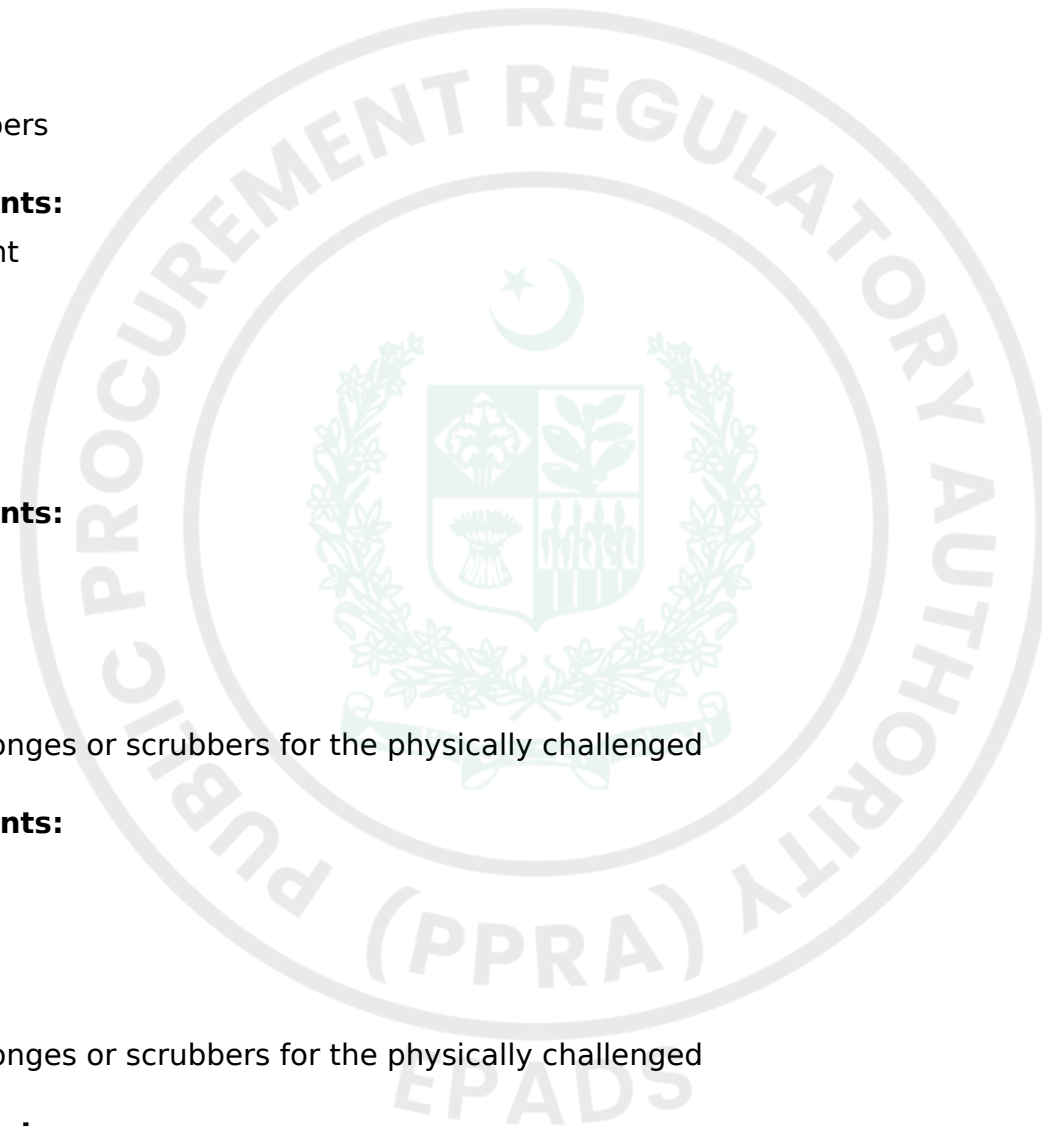 bers
nts:
nt
nts:
onges or scrubbers for the physically challenged
nts:
onges or scrubbers for the physically challenged
PUBLIC PROCUREMENT REGULATORY AUTHORITY
(PPRA)
EPADS